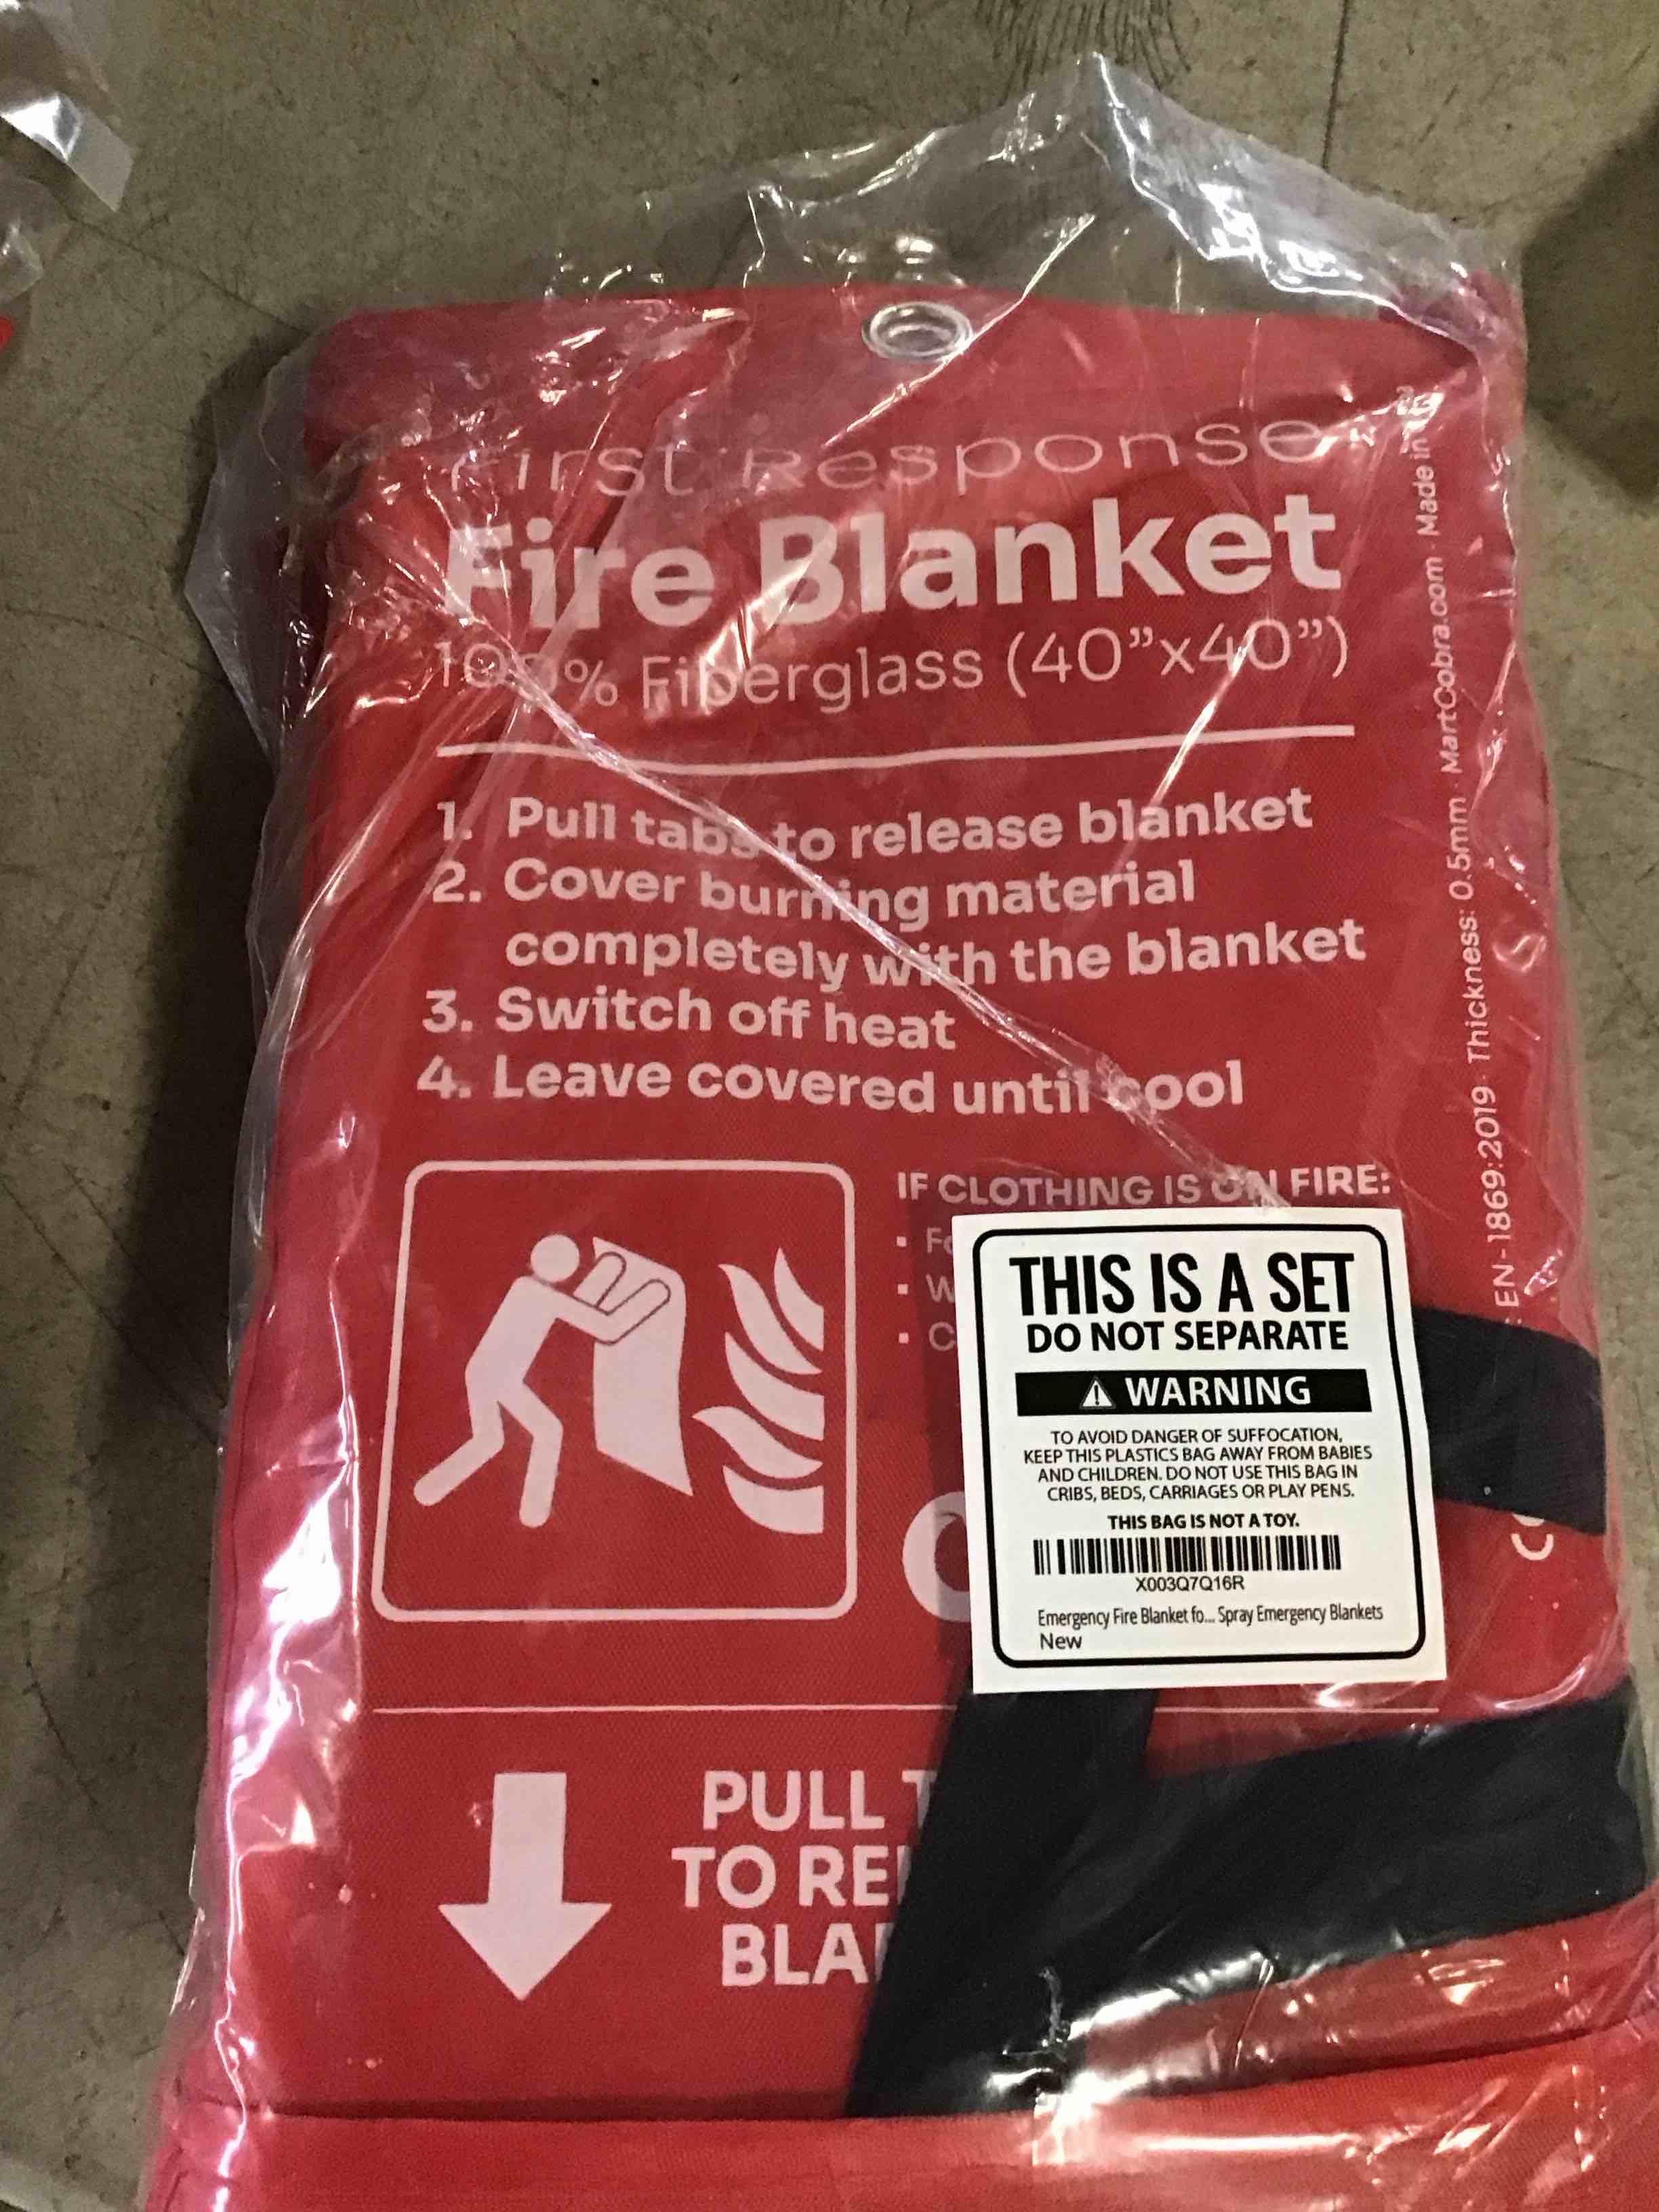 First Response
Fire Blanket
100% Fiberglass (40”x40”)
1. Pull tabs to release blanket
2. Cover burning material
completely with the blanket
3. Switch off heat
4. Leave covered until cool
IF CLOTHING IS ON FIRE:
THIS IS A SET
DO NOT SEPARATE
⚠ WARNING
TO AVOID DANGER OF SUFFOCATION,
KEEP THIS PLASTICS BAG AWAY FROM BABIES
AND CHILDREN. DO NOT USE THIS BAG IN
CRIBS, BEDS, CARRIAGES OR PLAY PENS.
THIS BAG IS NOT A TOY.
X003Q7Q16R
Emergency Fire Blanket fo... Spray Emergency Blankets
New
PULL T
TO REL
BLAN
EN-1869:2019 · Thickness: 0.5mm · MartCobra.com · Made in